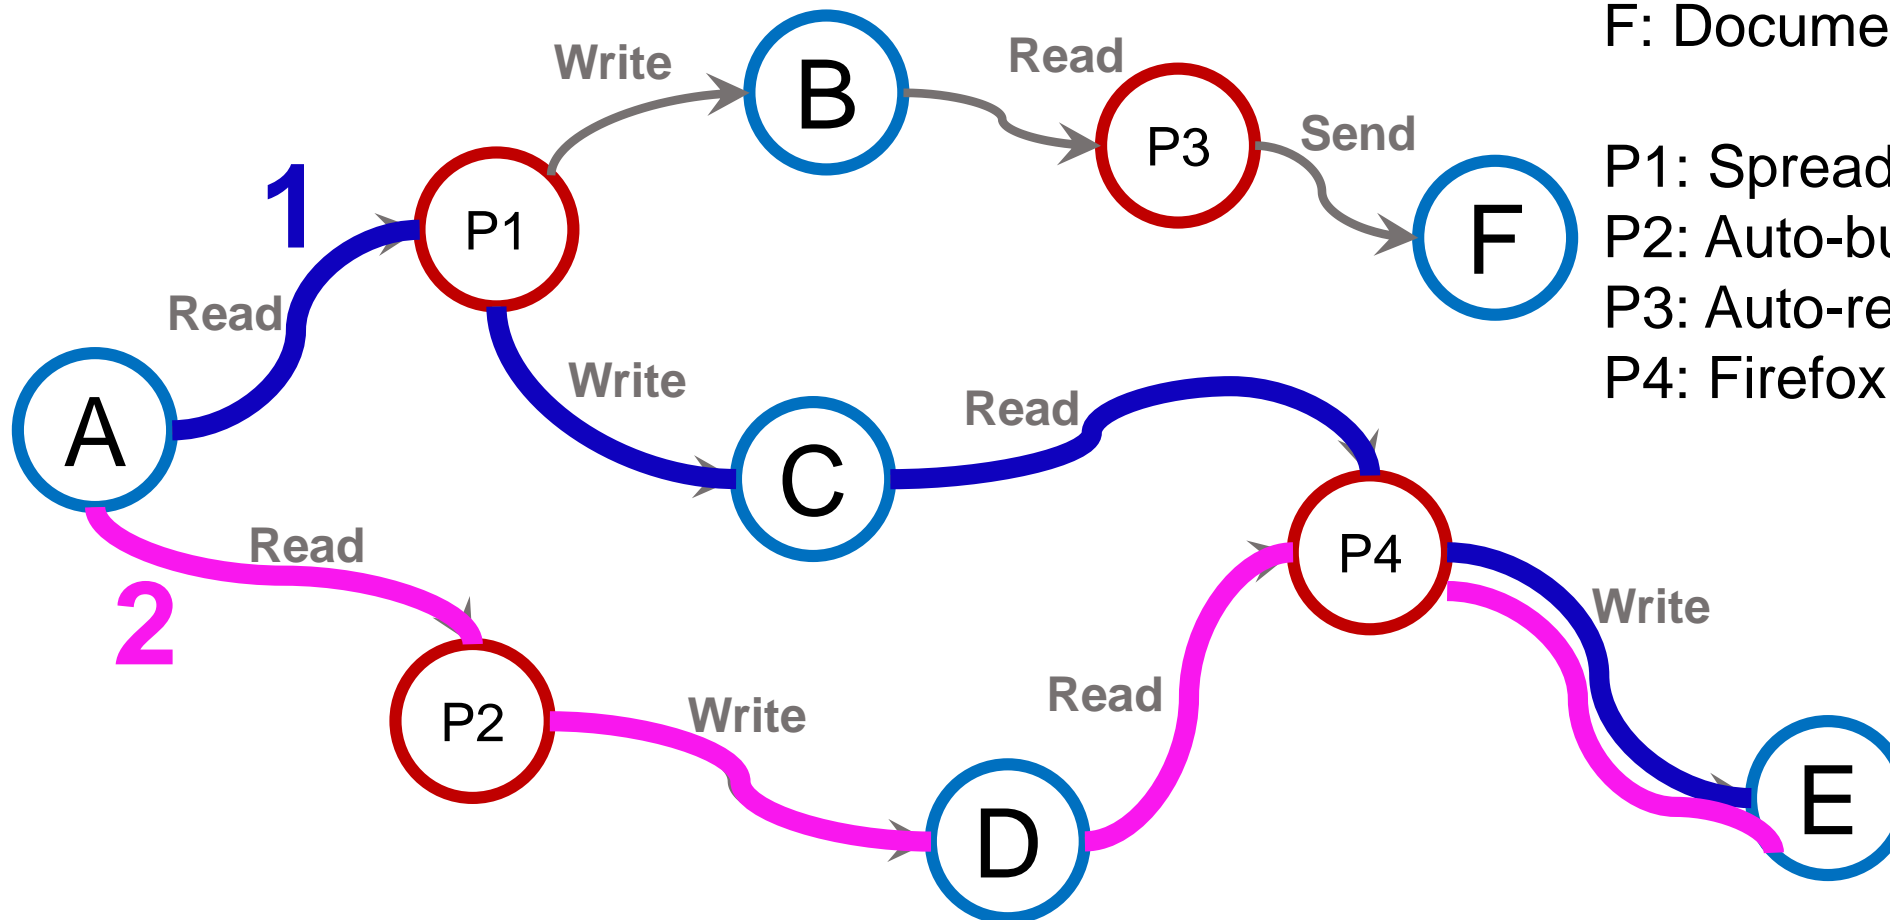 F: Docume
Write
B
Read
P3
Send
F
P1: Spread
P2: Auto-bu
P3: Auto-re
P4: Firefox
1
P1
Read
Write
C
Read
A
Read
2
P4
Write
P2
Write
Read
D
E